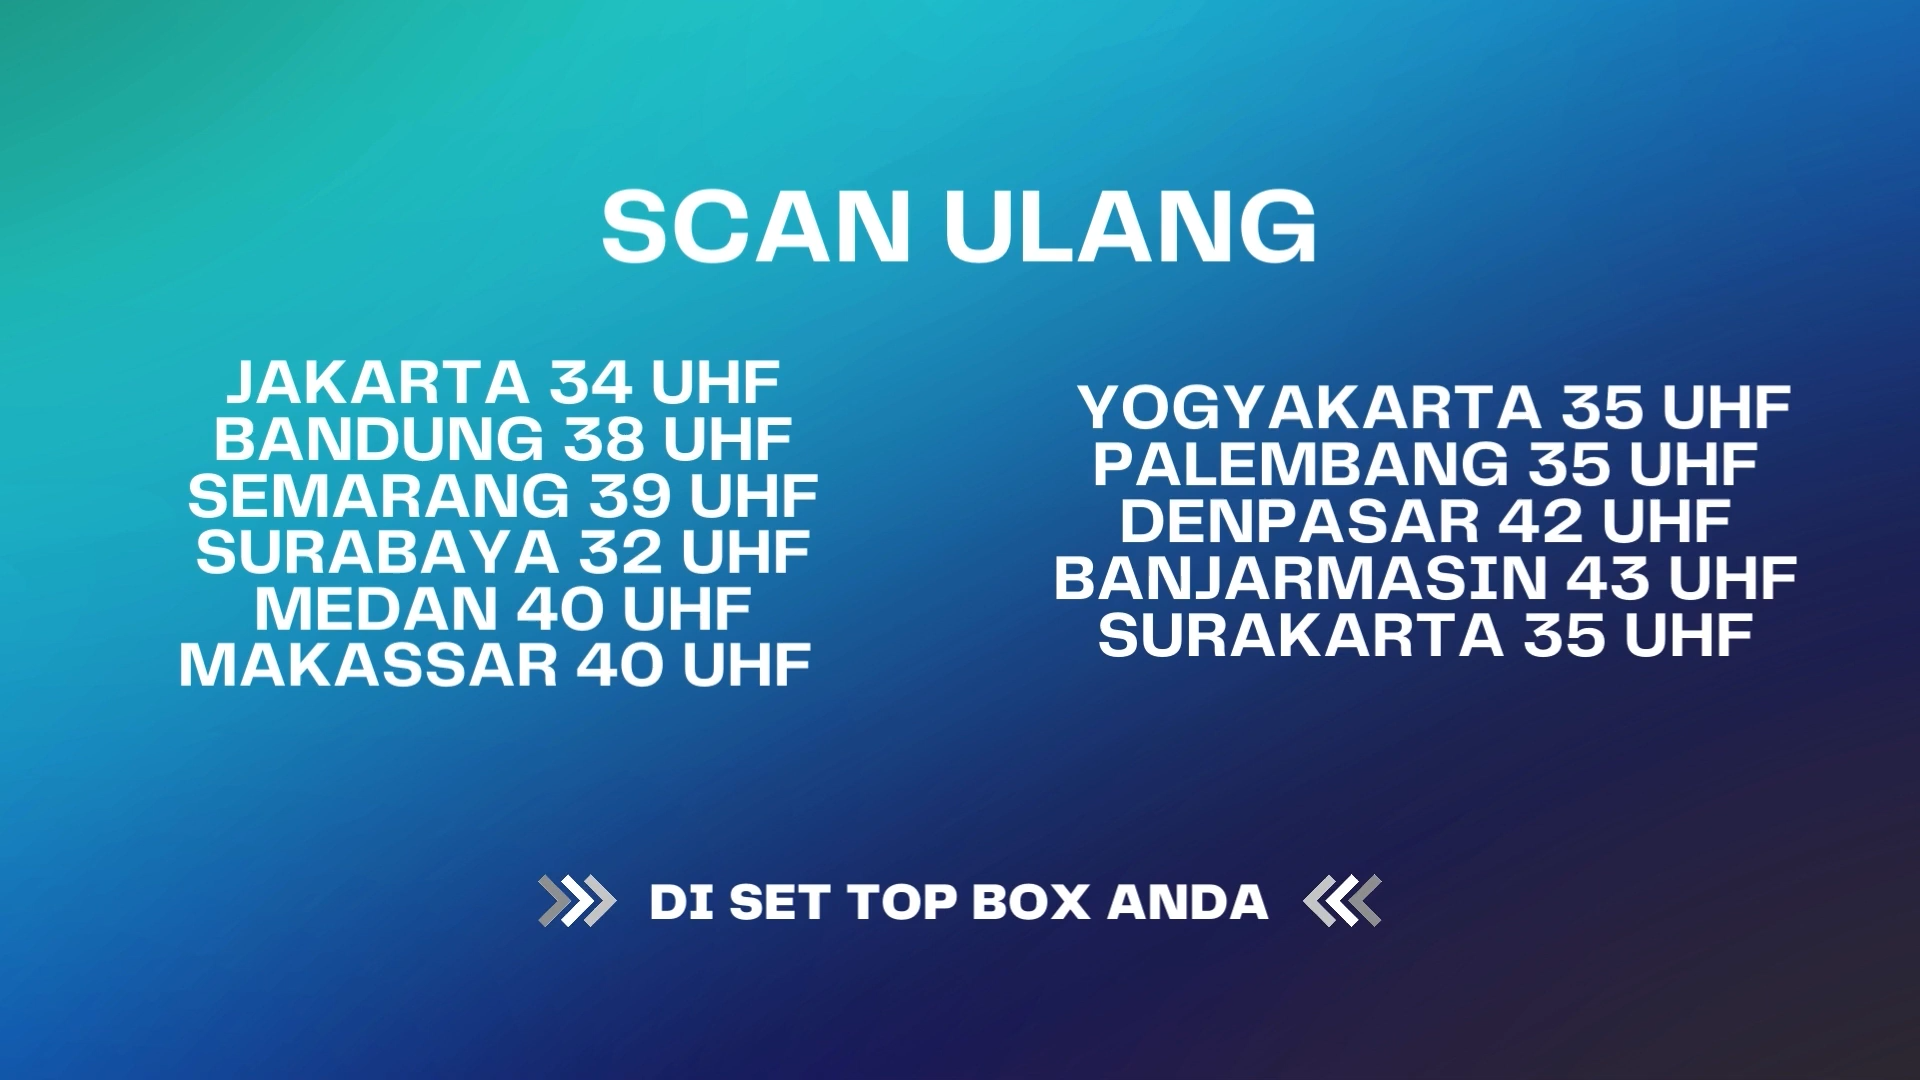 SCAN ULANG
JAKARTA 34 UHF
BANDUNG 38 UHF
SEMARANG 39 UHF
SURABAYA 32 UHF
MEDAN 40 UHF
MAKASSAR 40 UHF
YOGYAKARTA 35 UHF
PALEMBANG 35 UHF
DENPASAR 42 UHF
BANJARMASIN 43 UHF
SURAKARTA 35 UHF
DI SET TOP BOX ANDA